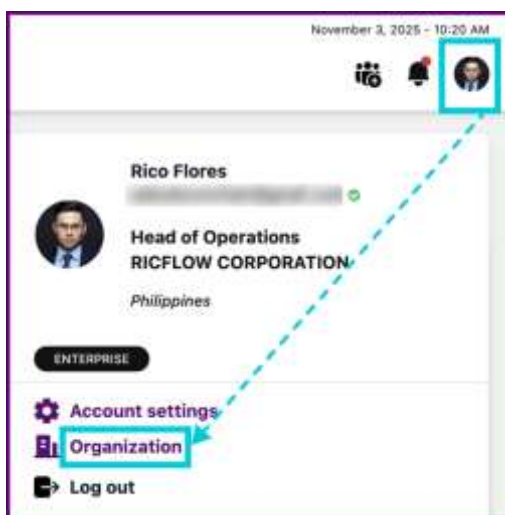 November 3, 2025 - 10:20 AM
Rico Flores
Head of Operations
RICFLOW CORPORATION
Philippines
ENTERPRISE
Account settings
Organization
Log out